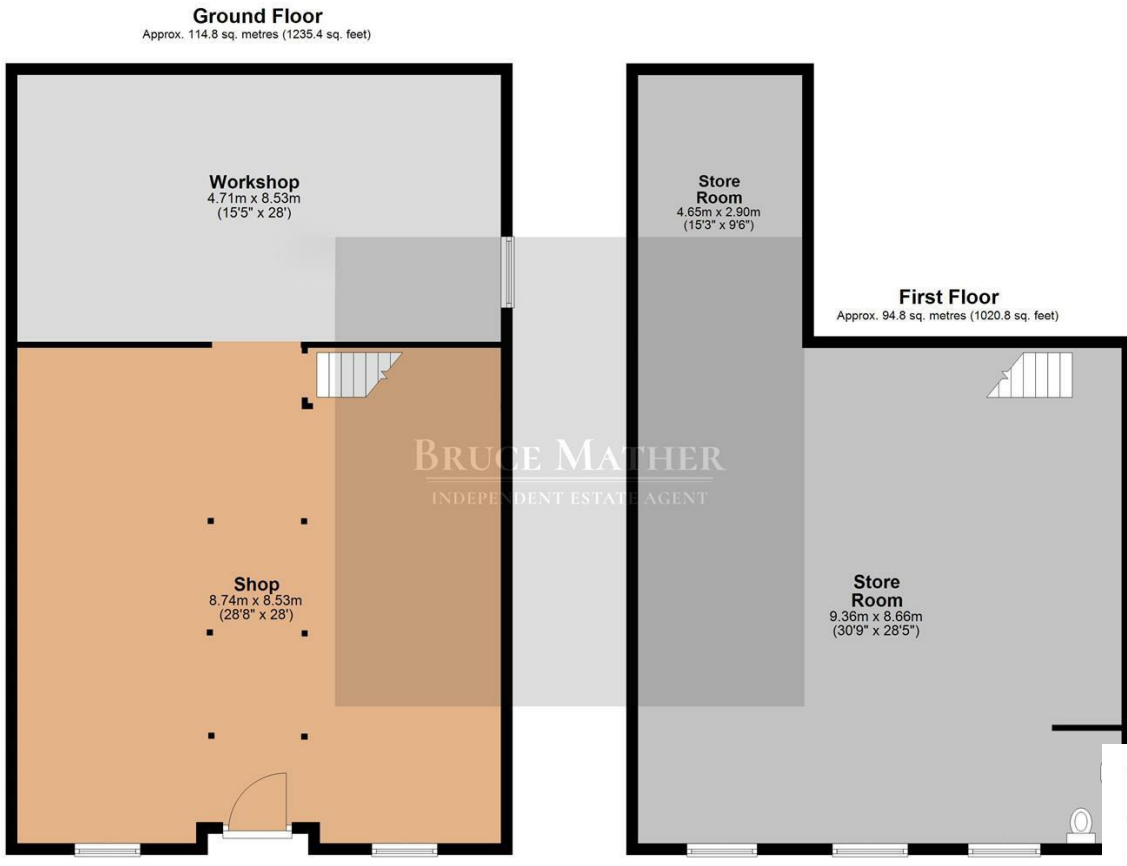 Ground Floor
Approx. 114.8 sq. metres (1235.4 sq. feet)
Workshop
4.71m x 8.53m
(15'5" x 28')
Shop
8.74m x 8.53m
(28'8" x 28')
Store
Room
4.65m x 2.90m
(15'3" x 9'6")
First Floor
Approx. 94.8 sq. metres (1020.8 sq. feet)
Store
Room
9.36m x 8.66m
(30'9" x 28'5")
BRUCE MATHER
INDEPENDENT ESTATE AGENT